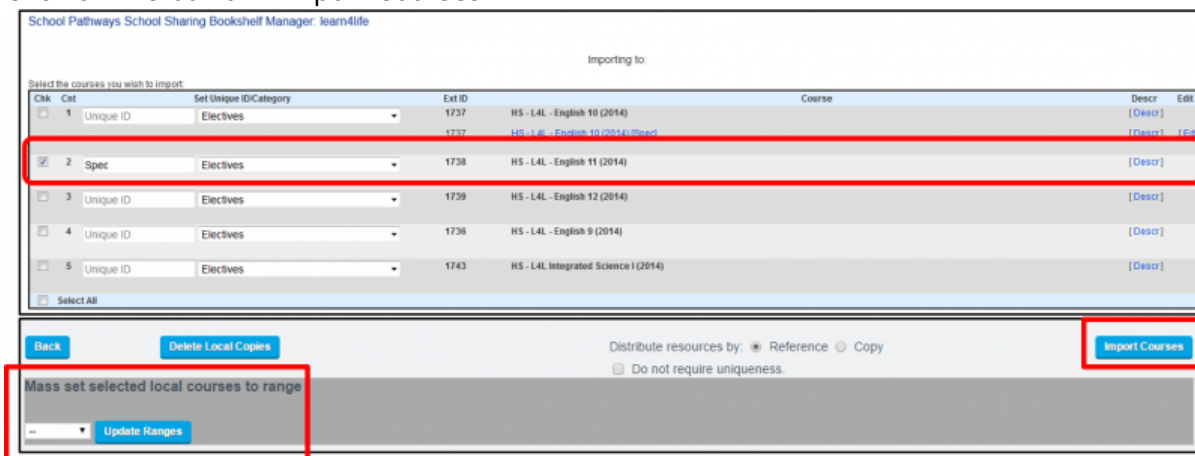 School Pathways School Sharing Bookshelf Manager: learn4life
Importing to:
Select the courses you wish to import:
Chk Cnt Set Unique ID/Category Ext ID Course Descr Edit
1 Unique ID Electives 1737 HS - L4L - English 10 (2014) [Descr]
1737 HS - L4L - English 10 (2014) [Spec] [Descr]
2 Spec Electives 1738 HS - L4L - English 11 (2014) [Descr]
3 Unique ID Electives 1739 HS - L4L - English 12 (2014) [Descr]
4 Unique ID Electives 1736 HS - L4L - English 9 (2014) [Descr]
5 Unique ID Electives 1743 HS - L4L Integrated Science I (2014) [Descr]
Select All
Back Delete Local Copies Distribute resources by: Reference Copy Import Courses
Do not require uniqueness.
Mass set selected local courses to range
-- Update Ranges